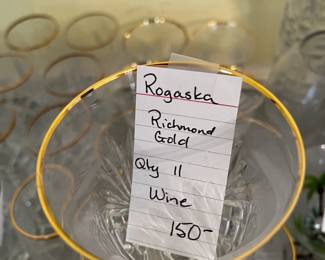 Rogaska
Richmond
Gold
Qty 11
Wine
150-